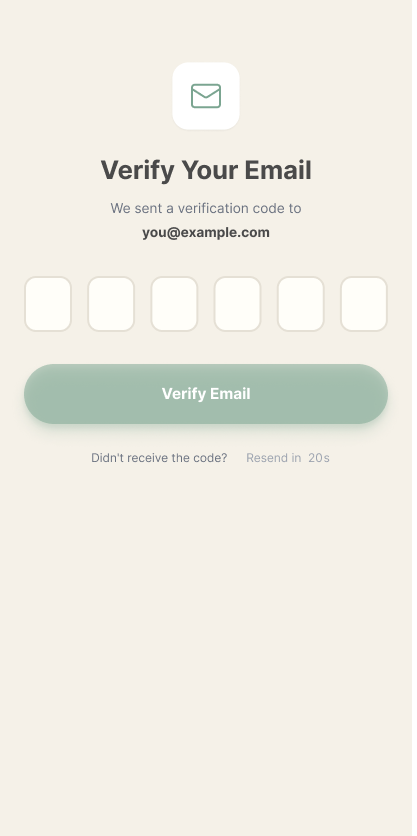 Verify Your Email
We sent a verification code to
you@example.com
Verify Email
Didn't receive the code? Resend in 20s